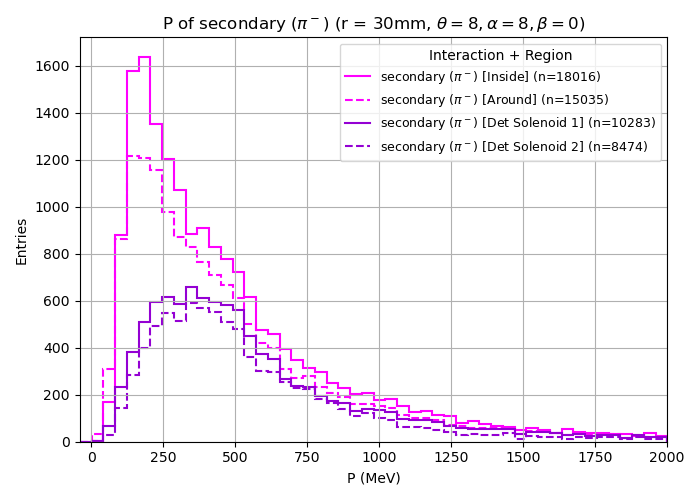 P of secondary (π⁻) (r = 30mm, θ = 8, α = 8, β = 0)
Interaction + Region
secondary (π⁻) [Inside] (n=18016)
secondary (π⁻) [Around] (n=15035)
secondary (π⁻) [Det Solenoid 1] (n=10283)
secondary (π⁻) [Det Solenoid 2] (n=8474)
Entries
1600
1400
1200
1000
800
600
400
200
0
0 250 500 750 1000 1250 1500 1750 2000
P (MeV)